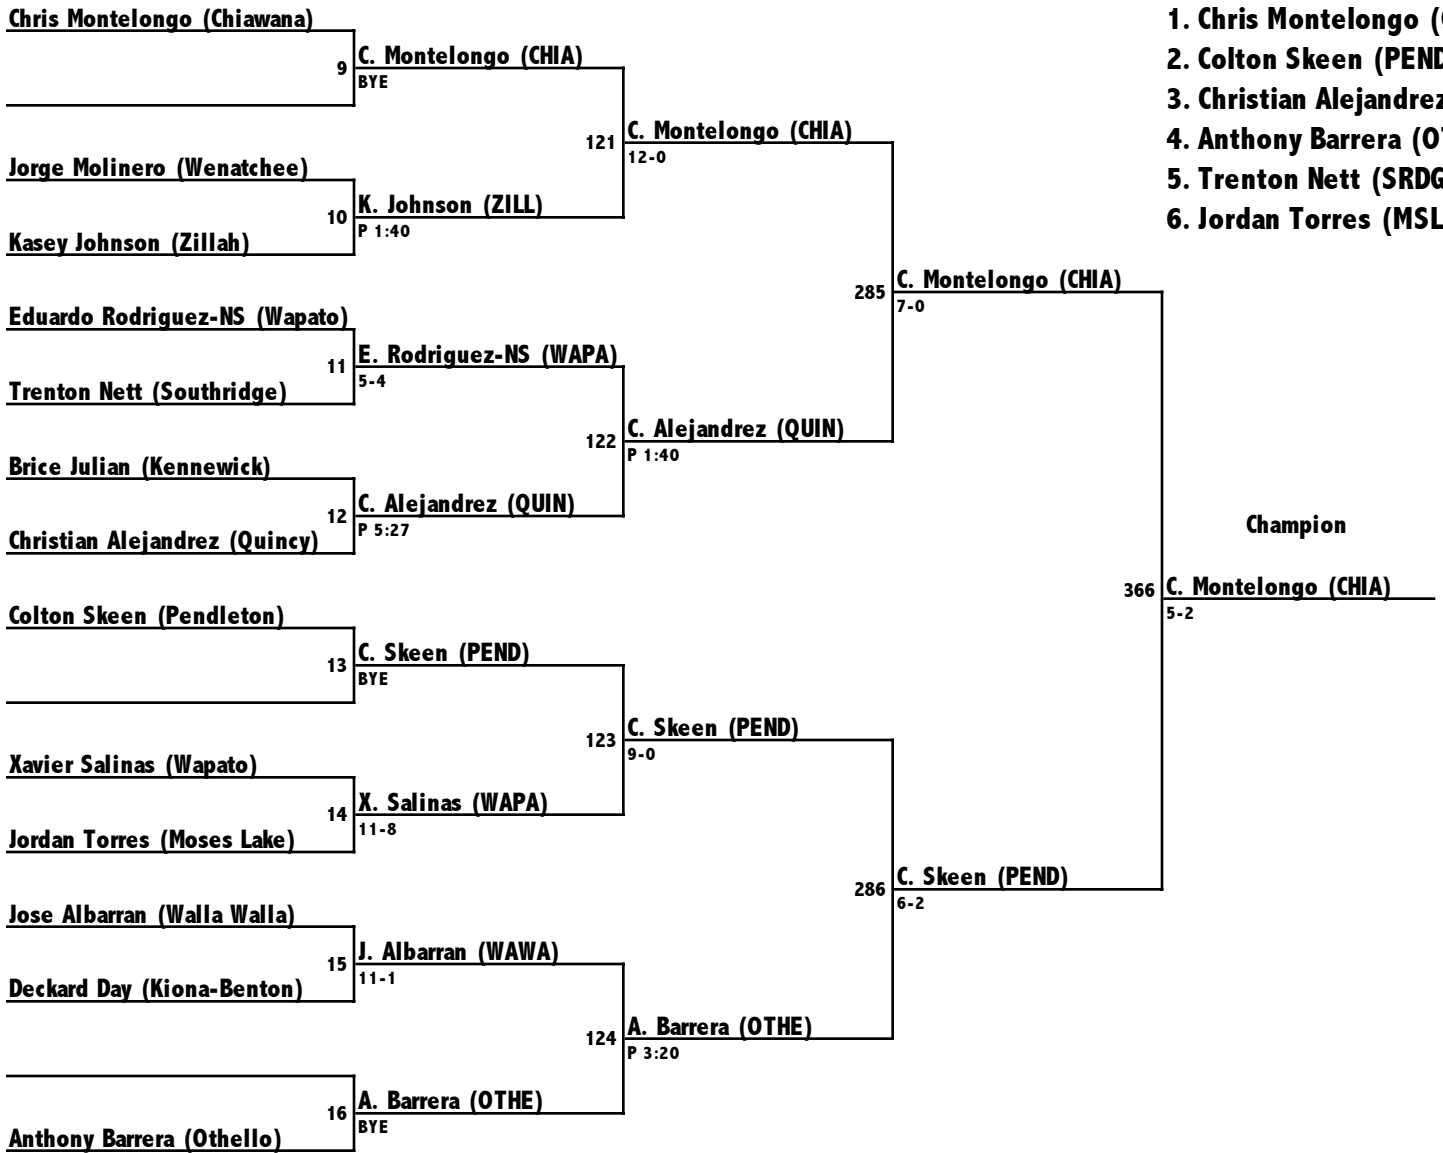 Chris Montelongo (Chiawana)
9
C. Montelongo (CHIA)
BYE
121
C. Montelongo (CHIA)
12-0
Jorge Molinero (Wenatchee)
10
K. Johnson (ZILL)
P 1:40
Kasey Johnson (Zillah)
285
C. Montelongo (CHIA)
7-0
Eduardo Rodriguez-NS (Wapato)
11
E. Rodriguez-NS (WAPA)
5-4
Trenton Nett (Southridge)
122
C. Alejandrez (QUIN)
P 1:40
Brice Julian (Kennewick)
12
C. Alejandrez (QUIN)
P 5:27
Christian Alejandrez (Quincy)
Champion
366
C. Montelongo (CHIA)
5-2
Colton Skeen (Pendleton)
13
C. Skeen (PEND)
BYE
123
C. Skeen (PEND)
9-0
Xavier Salinas (Wapato)
14
X. Salinas (WAPA)
11-8
Jordan Torres (Moses Lake)
286
C. Skeen (PEND)
6-2
Jose Albarran (Walla Walla)
15
J. Albarran (WAWA)
11-1
Deckard Day (Kiona-Benton)
124
A. Barrera (OTHE)
P 3:20
16
A. Barrera (OTHE)
BYE
Anthony Barrera (Othello)
1. Chris Montelongo (
2. Colton Skeen (PEND
3. Christian Alejandrez
4. Anthony Barrera (OT
5. Trenton Nett (SRDG
6. Jordan Torres (MSL